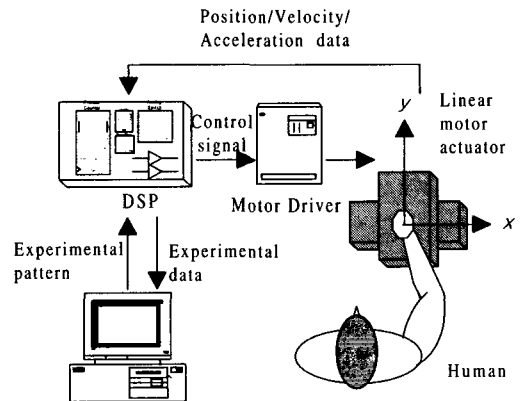 Position/Velocity/
Acceleration data
y
Linear
motor
actuator
Control
signal
DSP
Motor Driver
x
Experimental
pattern
Experimental
data
Human